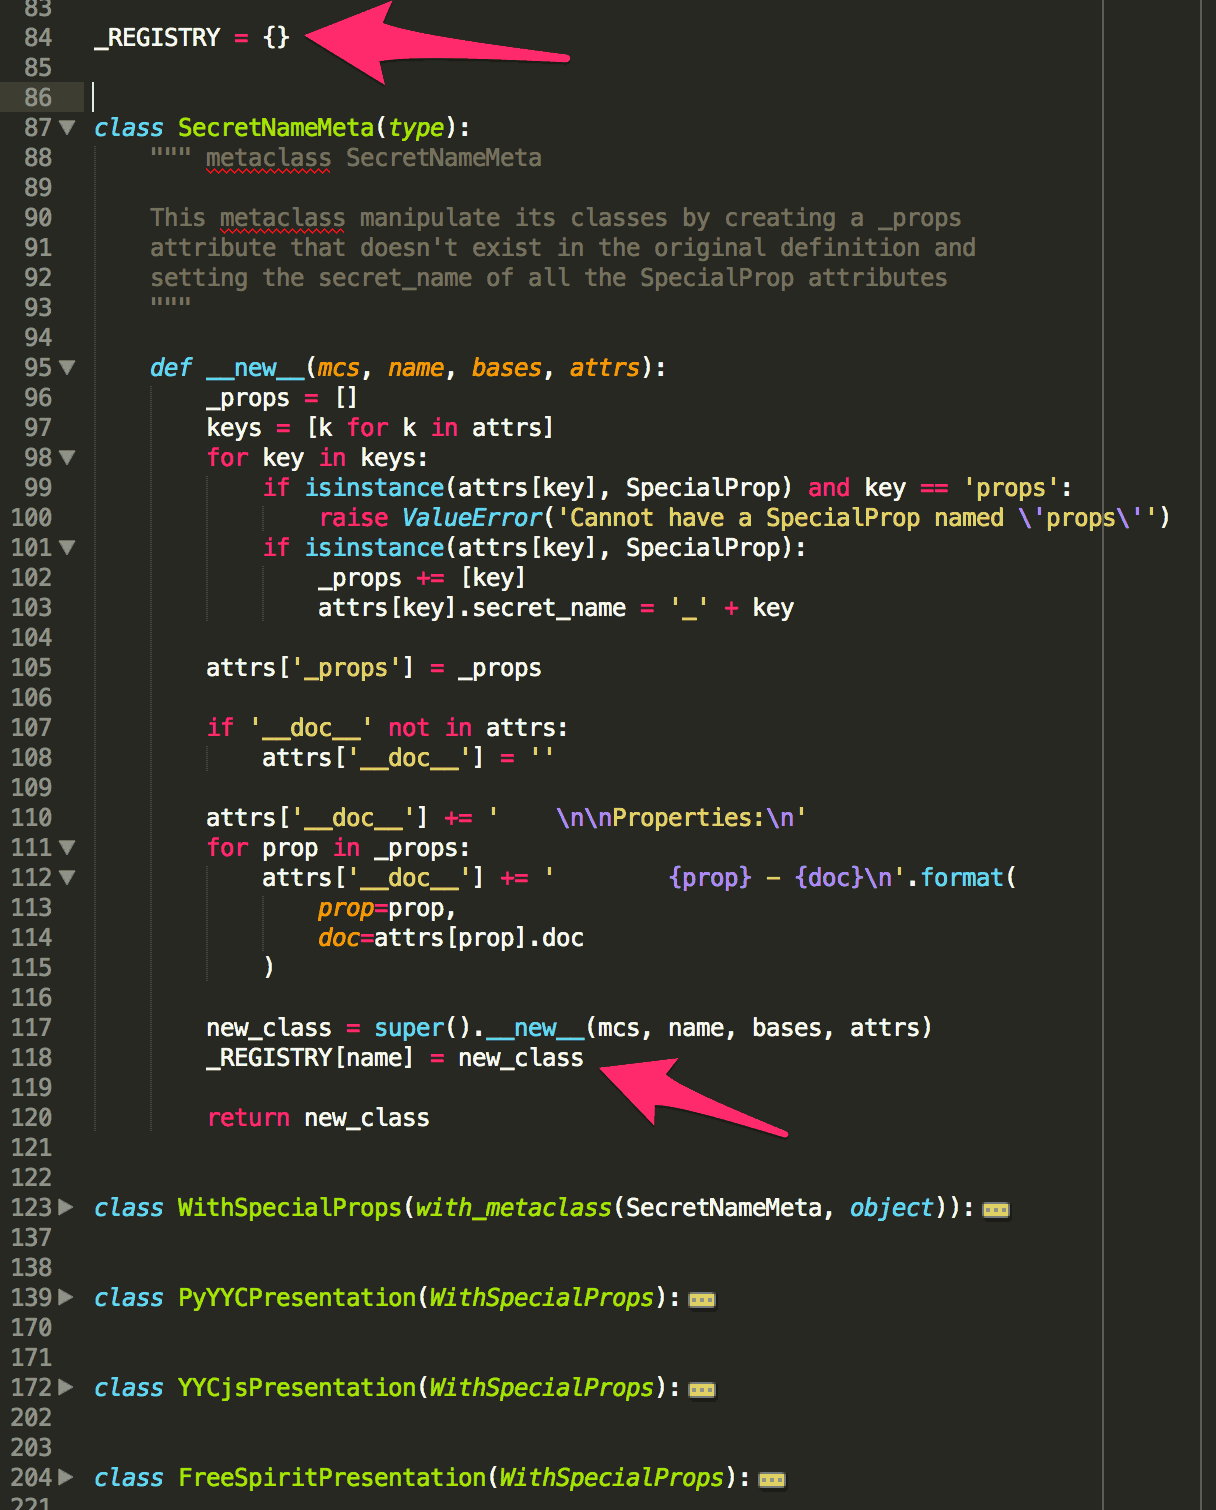 83
84 _REGISTRY = {}
85
86
87 class SecretNameMeta(type):
88 """ metaclass SecretNameMeta
89
90 This metaclass manipulate its classes by creating a _props
91 attribute that doesn't exist in the original definition and
92 setting the secret_name of all the SpecialProp attributes
93 """
94
95 def __new__(mcs, name, bases, attrs):
96 _props = []
97 keys = [k for k in attrs]
98 for key in keys:
99 if isinstance(attrs[key], SpecialProp) and key == 'props':
100 raise ValueError('Cannot have a SpecialProp named \'props\'')
101 if isinstance(attrs[key], SpecialProp):
102 _props += [key]
103 attrs[key].secret_name = '_' + key
104
105 attrs['_props'] = _props
106
107 if '__doc__' not in attrs:
108 attrs['__doc__'] = ''
109
110 attrs['__doc__'] += '    \n\nProperties:\n'
111 for prop in _props:
112 attrs['__doc__'] += '        {prop} - {doc}\n'.format(
113 prop=prop,
114 doc=attrs[prop].doc
115 )
116
117 new_class = super().__new__(mcs, name, bases, attrs)
118 _REGISTRY[name] = new_class
119
120 return new_class
121
122
123 class WithSpecialProps(with_metaclass(SecretNameMeta, object)):
137
138
139 class PyYYCPresentation(WithSpecialProps):
170
171
172 class YYCjsPresentation(WithSpecialProps):
202
203
204 class FreeSpiritPresentation(WithSpecialProps):
221